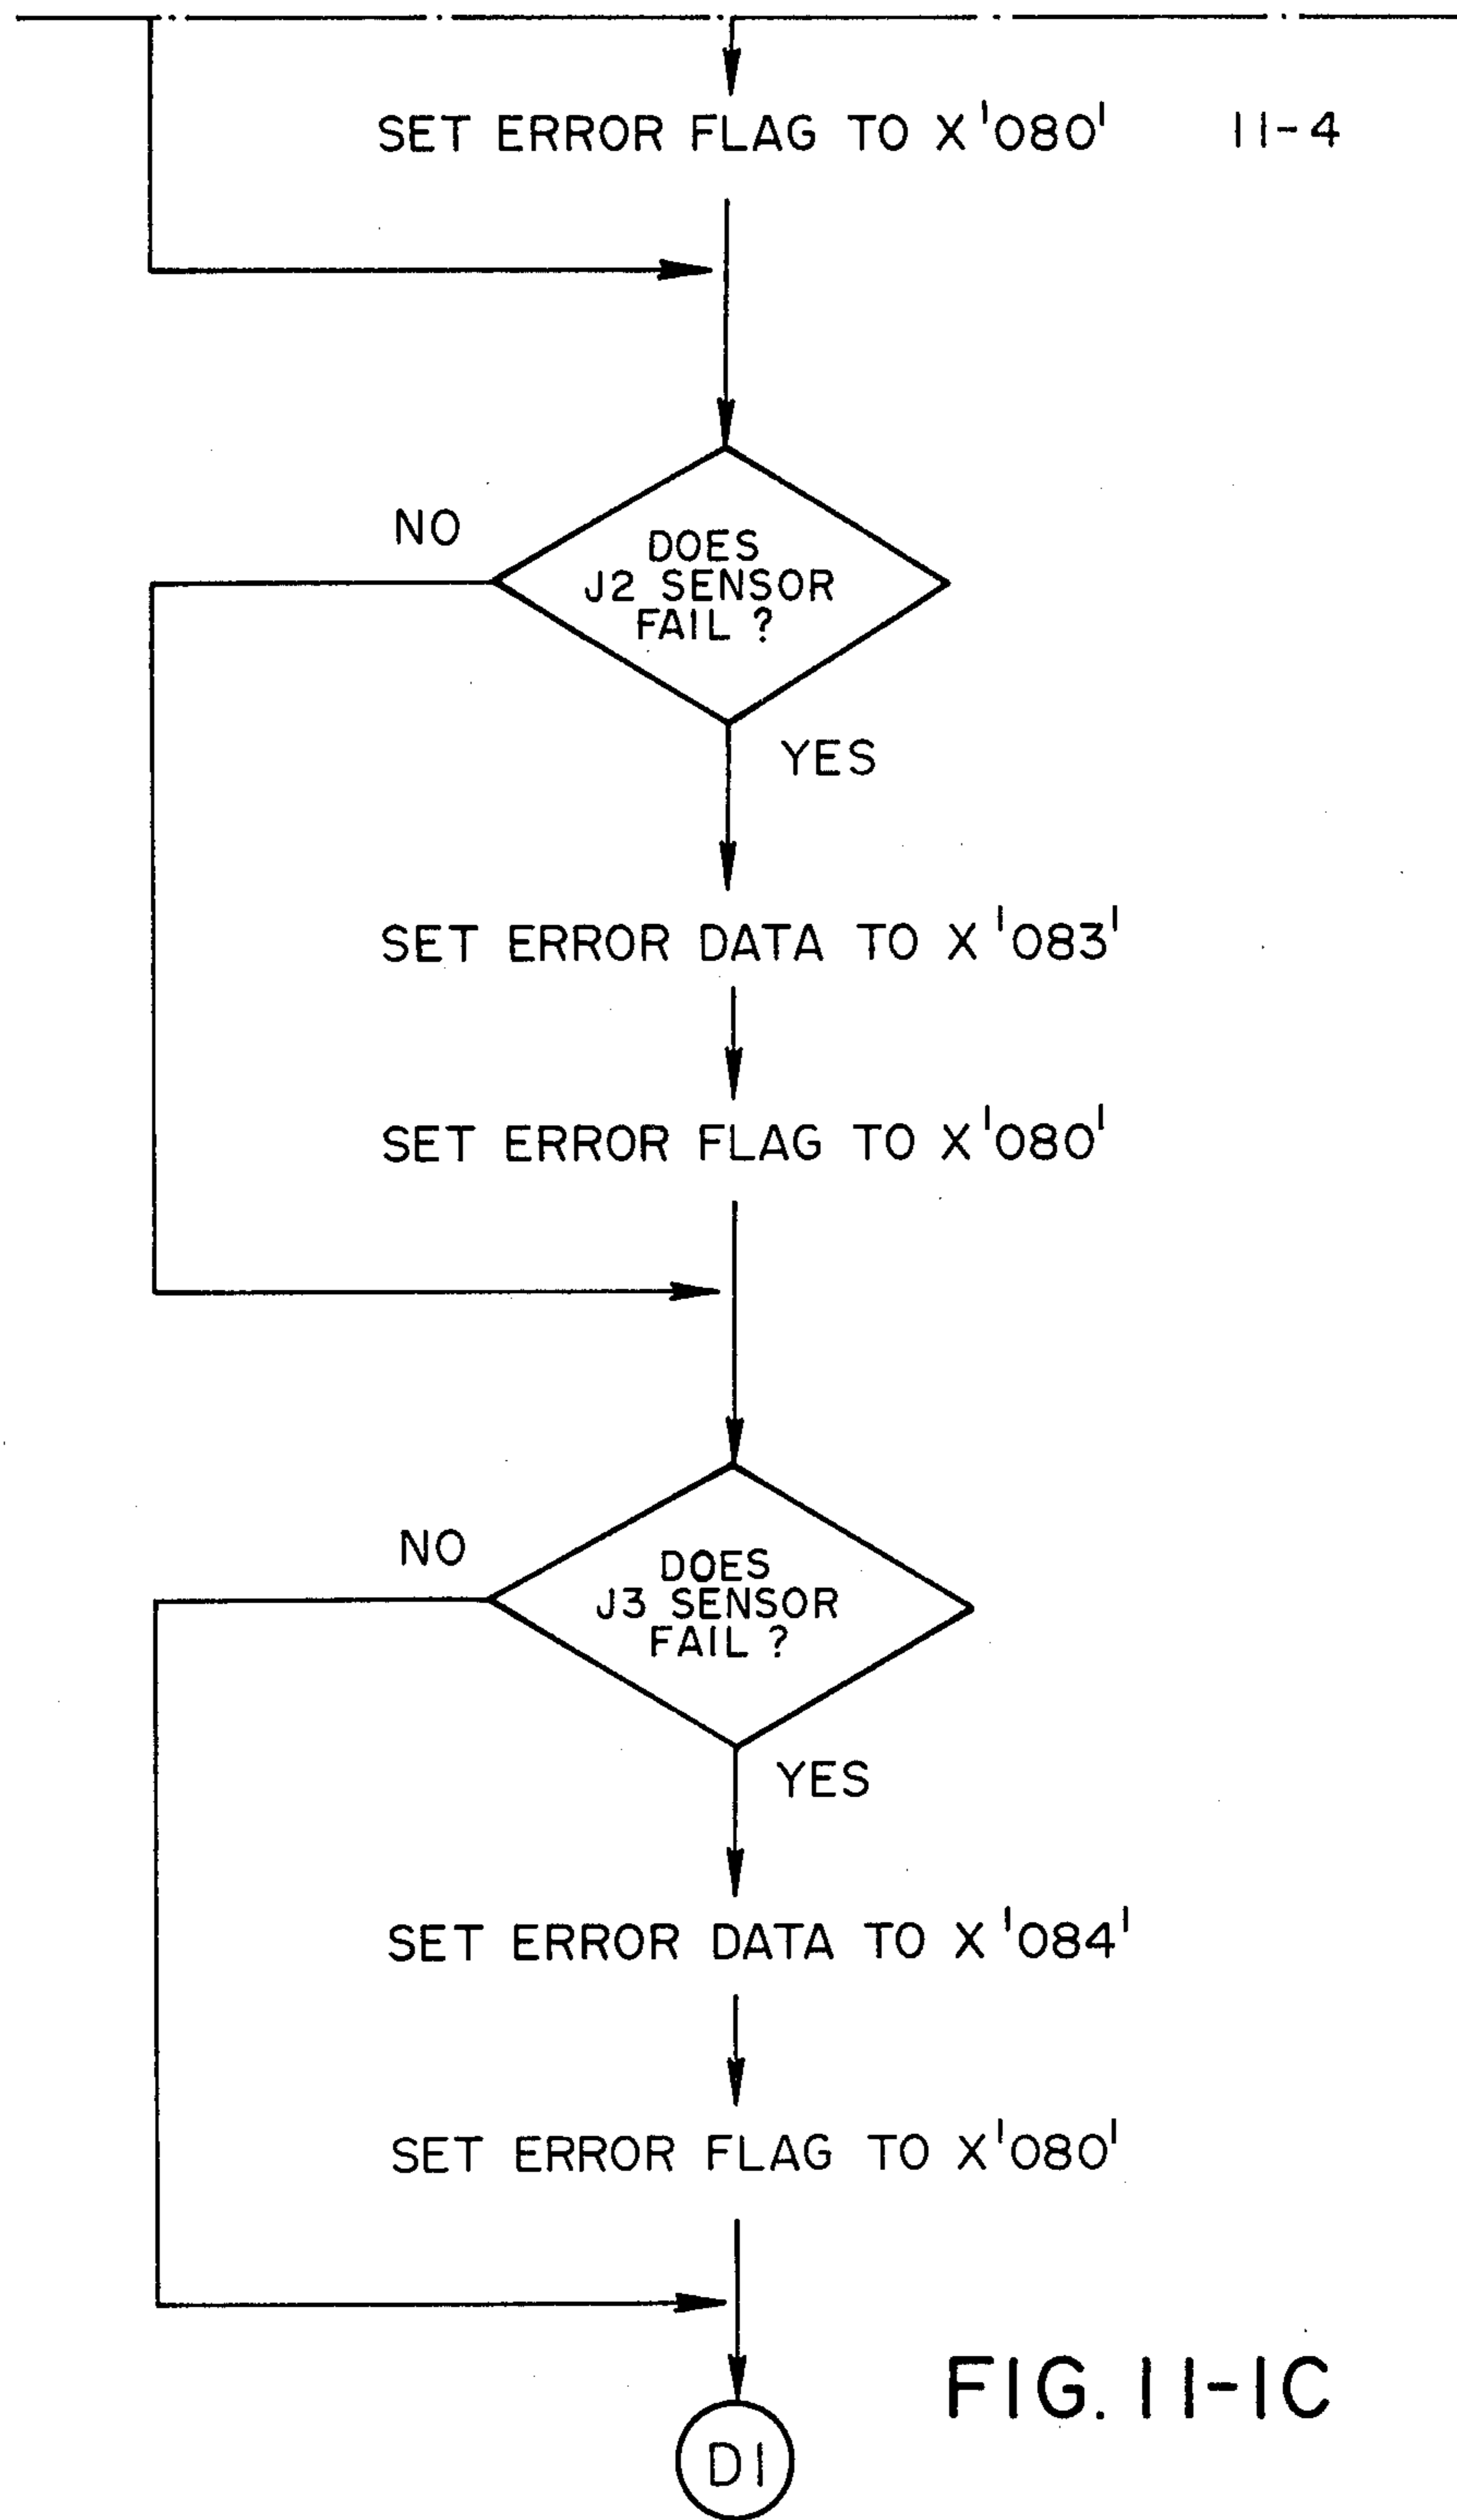 SET ERROR FLAG TO X'080' 11-4
NO
DOES
J2 SENSOR
FAIL ?
YES
SET ERROR DATA TO X'083'
SET ERROR FLAG TO X'080'
NO
DOES
J3 SENSOR
FAIL ?
YES
SET ERROR DATA TO X'084'
SET ERROR FLAG TO X'080'
FIG. 11-1C
D1